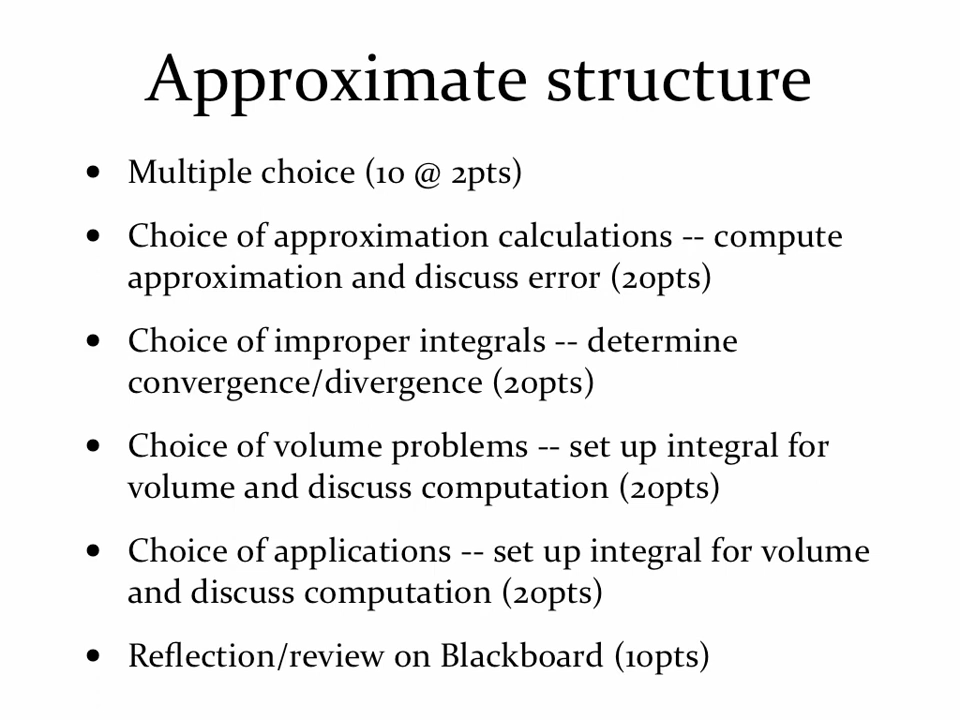 Approximate structure
• Multiple choice (10 @ 2pts)
• Choice of approximation calculations -- compute
approximation and discuss error (20pts)
• Choice of improper integrals -- determine
convergence/divergence (20pts)
• Choice of volume problems -- set up integral for
volume and discuss computation (20pts)
• Choice of applications -- set up integral for volume
and discuss computation (20pts)
• Reflection/review on Blackboard (10pts)